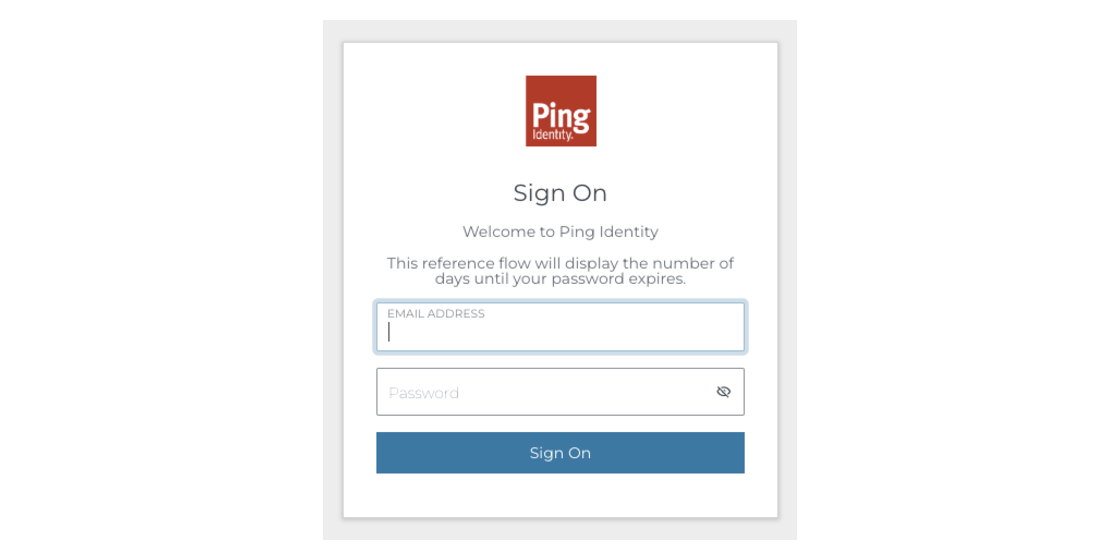 Ping
Identity.
Sign On
Welcome to Ping Identity
This reference flow will display the number of
days until your password expires.
EMAIL ADDRESS
Password
Sign On